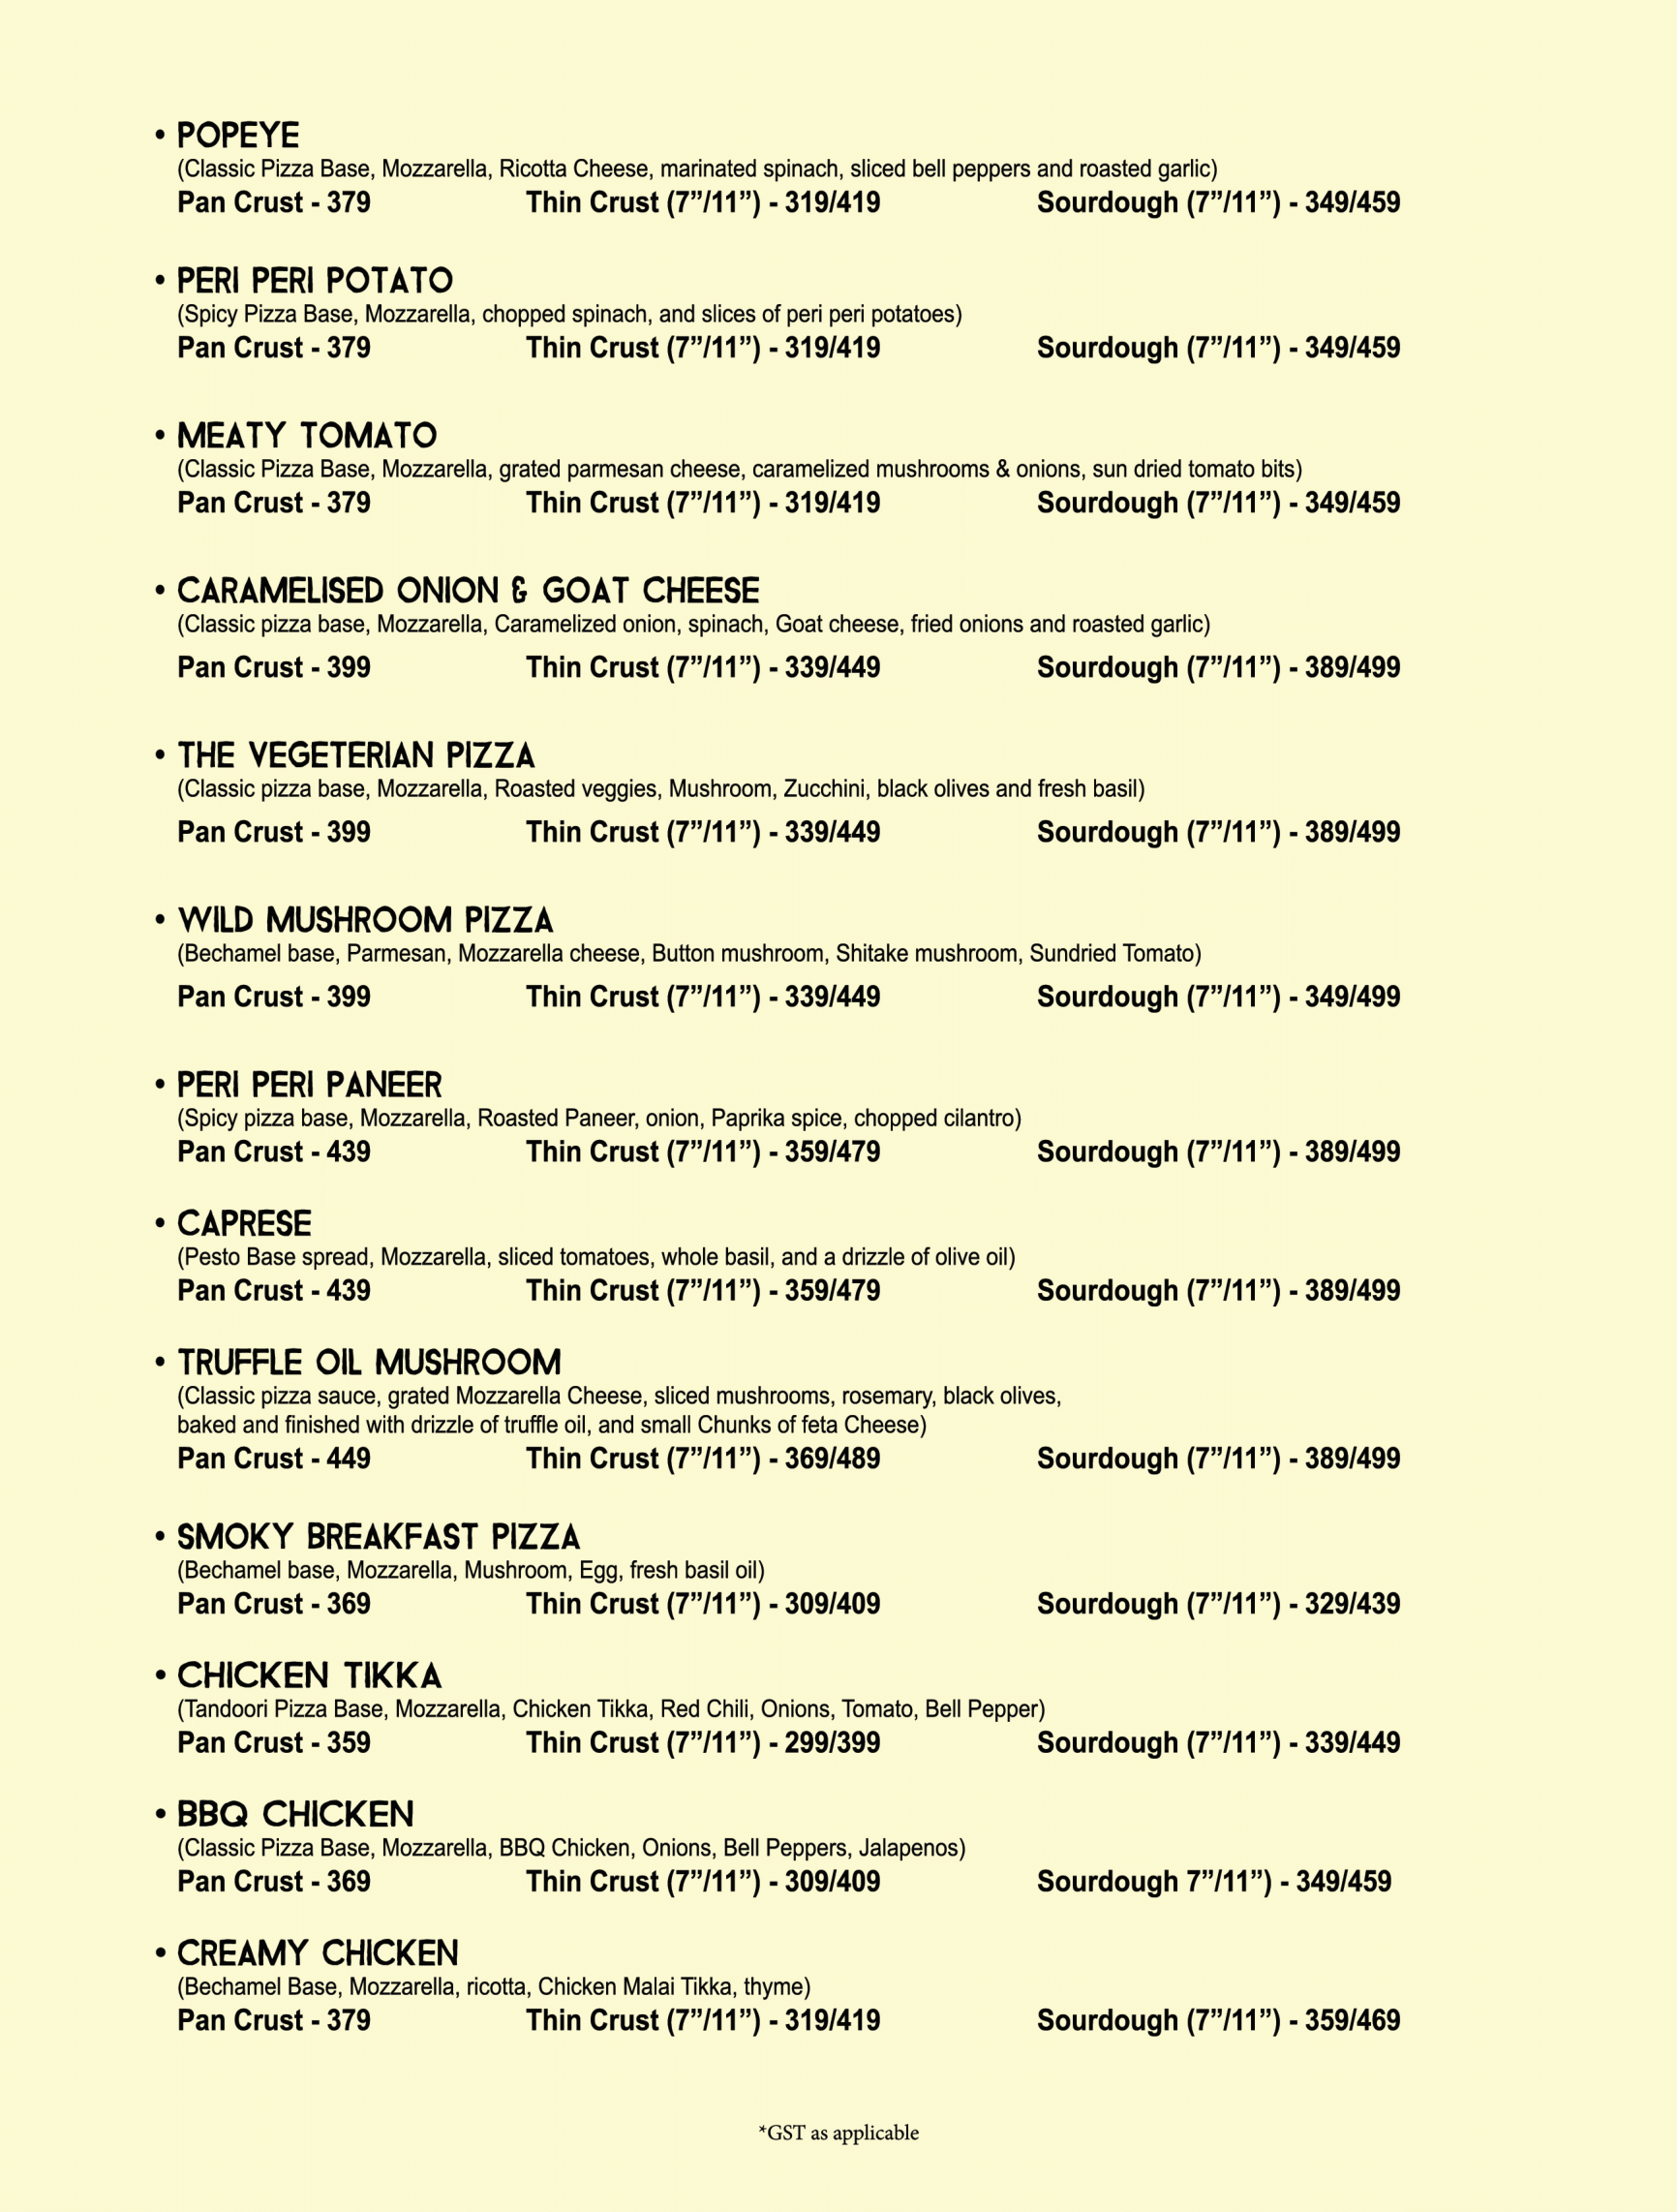 • POPEYE
(Classic Pizza Base, Mozzarella, Ricotta Cheese, marinated spinach, sliced bell peppers and roasted garlic)
Pan Crust - 379 Thin Crust (7”/11”) - 319/419 Sourdough (7”/11”) - 349/459
• PERI PERI POTATO
(Spicy Pizza Base, Mozzarella, chopped spinach, and slices of peri peri potatoes)
Pan Crust - 379 Thin Crust (7”/11”) - 319/419 Sourdough (7”/11”) - 349/459
• MEATY TOMATO
(Classic Pizza Base, Mozzarella, grated parmesan cheese, caramelized mushrooms & onions, sun dried tomato bits)
Pan Crust - 379 Thin Crust (7”/11”) - 319/419 Sourdough (7”/11”) - 349/459
• CARAMELISED ONION & GOAT CHEESE
(Classic pizza base, Mozzarella, Caramelized onion, spinach, Goat cheese, fried onions and roasted garlic)
Pan Crust - 399 Thin Crust (7”/11”) - 339/449 Sourdough (7”/11”) - 389/499
• THE VEGETERIAN PIZZA
(Classic pizza base, Mozzarella, Roasted veggies, Mushroom, Zucchini, black olives and fresh basil)
Pan Crust - 399 Thin Crust (7”/11”) - 339/449 Sourdough (7”/11”) - 389/499
• WILD MUSHROOM PIZZA
(Bechamel base, Parmesan, Mozzarella cheese, Button mushroom, Shitake mushroom, Sundried Tomato)
Pan Crust - 399 Thin Crust (7”/11”) - 339/449 Sourdough (7”/11”) - 349/499
• PERI PERI PANEER
(Spicy pizza base, Mozzarella, Roasted Paneer, onion, Paprika spice, chopped cilantro)
Pan Crust - 439 Thin Crust (7”/11”) - 359/479 Sourdough (7”/11”) - 389/499
• CAPRESE
(Pesto Base spread, Mozzarella, sliced tomatoes, whole basil, and a drizzle of olive oil)
Pan Crust - 439 Thin Crust (7”/11”) - 359/479 Sourdough (7”/11”) - 389/499
• TRUFFLE OIL MUSHROOM
(Classic pizza sauce, grated Mozzarella Cheese, sliced mushrooms, rosemary, black olives,
baked and finished with drizzle of truffle oil, and small Chunks of feta Cheese)
Pan Crust - 449 Thin Crust (7”/11”) - 369/489 Sourdough (7”/11”) - 389/499
• SMOKY BREAKFAST PIZZA
(Bechamel base, Mozzarella, Mushroom, Egg, fresh basil oil)
Pan Crust - 369 Thin Crust (7”/11”) - 309/409 Sourdough (7”/11”) - 329/439
• CHICKEN TIKKA
(Tandoori Pizza Base, Mozzarella, Chicken Tikka, Red Chili, Onions, Tomato, Bell Pepper)
Pan Crust - 359 Thin Crust (7”/11”) - 299/399 Sourdough (7”/11”) - 339/449
• BBQ CHICKEN
(Classic Pizza Base, Mozzarella, BBQ Chicken, Onions, Bell Peppers, Jalapenos)
Pan Crust - 369 Thin Crust (7”/11”) - 309/409 Sourdough 7”/11”) - 349/459
• CREAMY CHICKEN
(Bechamel Base, Mozzarella, ricotta, Chicken Malai Tikka, thyme)
Pan Crust - 379 Thin Crust (7”/11”) - 319/419 Sourdough (7”/11”) - 359/469
*GST as applicable